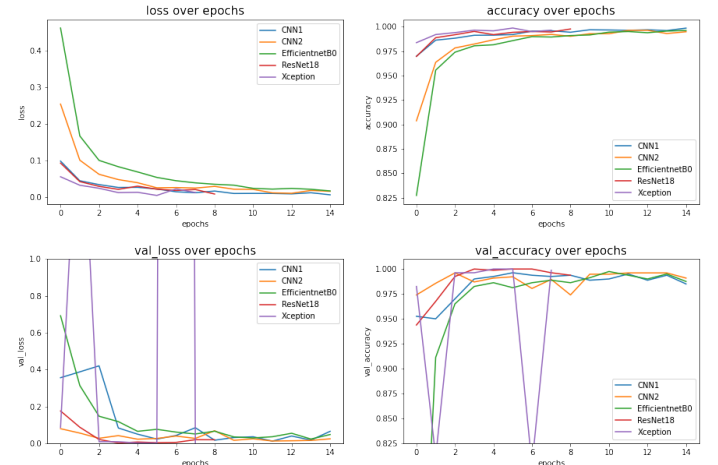 loss over epochs
loss
0.4
0.3
0.2
0.1
0.0
0 2 4 6 8 10 12 14
epochs
CNN1
CNN2
EfficientnetB0
ResNet18
Xception
accuracy over epochs
accuracy
1.000
0.975
0.950
0.925
0.900
0.875
0.850
0.825
0 2 4 6 8 10 12 14
epochs
CNN1
CNN2
EfficientnetB0
ResNet18
Xception
val_loss over epochs
val_loss
1.0
0.8
0.6
0.4
0.2
0.0
0 2 4 6 8 10 12 14
epochs
CNN1
CNN2
EfficientnetB0
ResNet18
Xception
val_accuracy over epochs
val_accuracy
1.000
0.975
0.950
0.925
0.900
0.875
0.850
0.825
0 2 4 6 8 10 12 14
epochs
CNN1
CNN2
EfficientnetB0
ResNet18
Xception